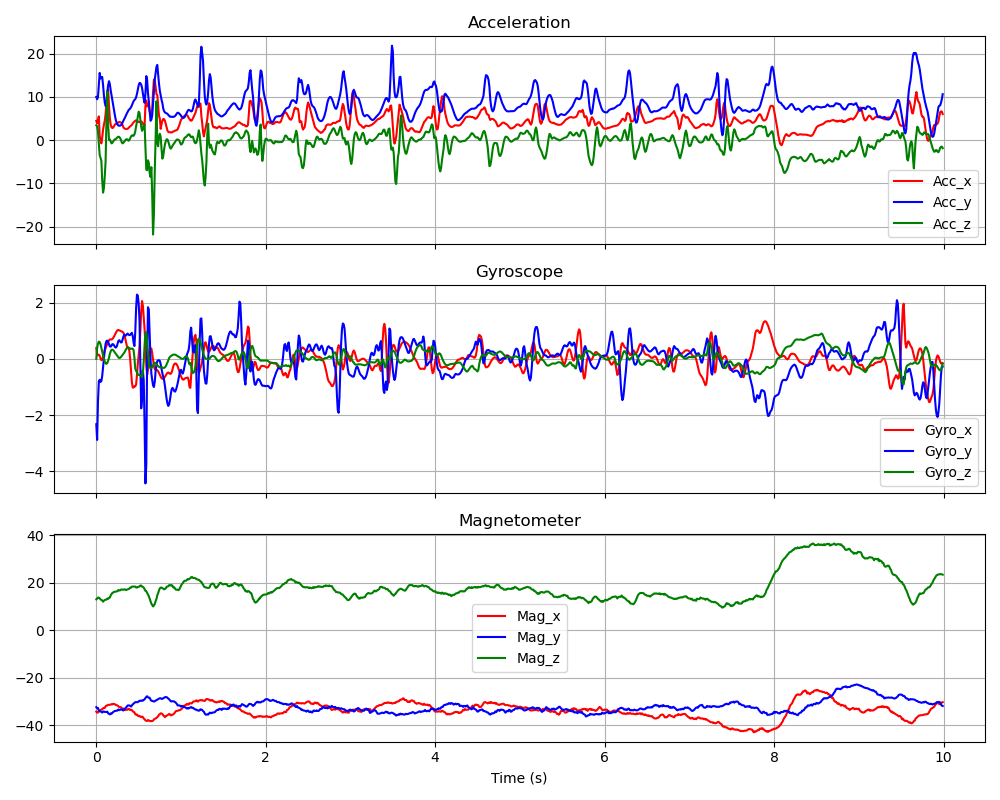 Acceleration
20
10
0
−10
−20
Acc_x
Acc_y
Acc_z
Gyroscope
2
0
−2
−4
Gyro_x
Gyro_y
Gyro_z
Magnetometer
40
20
0
−20
−40
Mag_x
Mag_y
Mag_z
0 2 4 6 8 10
Time (s)